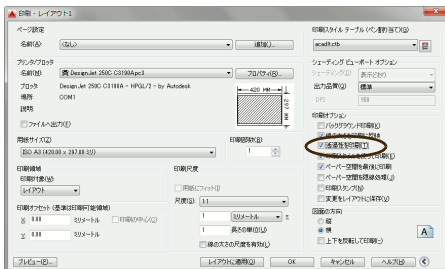 印刷 - レイアウト1
ページ設定
名前(A): <なし>
追加(.)...
プリンタ/プロッタ
名前(M): DesignJet 250C C3190A.pc3
プロパティ(R)...
プロッタ: DesignJet 250C C3190A - HPGL/2 - by Autodesk
場所: COM1
説明:
ファイルへ出力(F)
420 MM
297 MM
用紙サイズ(Z)
ISO A3 (420.00 x 297.00 ミリ)
印刷部数(B)
1
印刷領域
印刷対象(W):
レイアウト
印刷オフセット (基準は印刷可能領域)
X: 0.00 ミリメートル
印刷の中心(C)
Y: 0.00 ミリメートル
印刷尺度
用紙にフィット(I)
尺度(S): 1:1
1 ミリメートル =
1 長さの単位(U)
線の太さの尺度を有効(L)
印刷スタイル テーブル (ペン割り当て)(G)
acadlt.ctb
シェーディング ビューポート オプション
シェーディング(D) 表示どおり
出力品質(Q) 標準
DPI 150
印刷オプション
バックグラウンド印刷(K)
透過性を印刷(T)
ペーパー空間を最後に印刷
ペーパー空間を隠線処理(J)
印刷スタンプ(N)
変更をレイアウトに保存(V)
図面の方向
縦
横
上下を反転して印刷(-)
プレビュー(P)...
レイアウトに適用(O)
OK
キャンセル
ヘルプ(H)